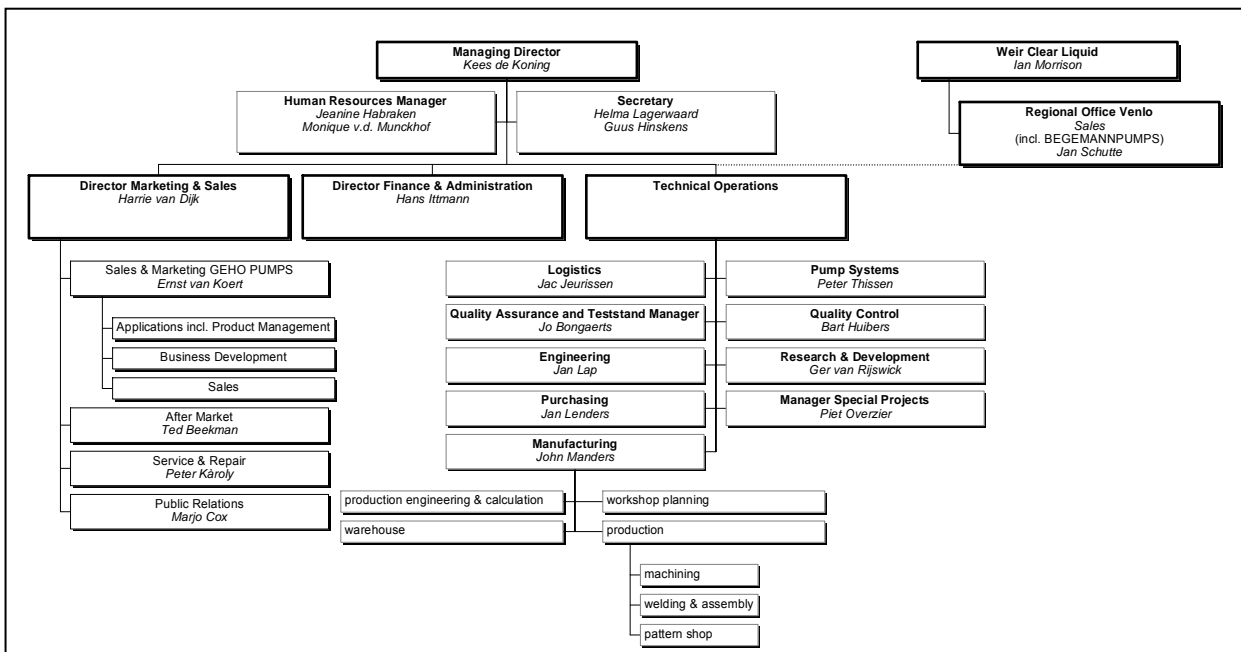 Managing Director
Kees de Koning
Weir Clear Liquid
Ian Morrison
Human Resources Manager
Jeanine Habraken
Monique v.d. Munckhof
Secretary
Helma Lagerwaard
Guus Hinskens
Regional Office Venlo
Sales
(incl. BEGEMANNPUMPS)
Jan Schutte
Director Marketing & Sales
Harrie van Dijk
Director Finance & Administration
Hans Ittmann
Technical Operations
Sales & Marketing GEHO PUMPS
Ernst van Koert
Applications incl. Product Management
Business Development
Sales
After Market
Ted Beekman
Service & Repair
Peter Kàroly
Public Relations
Marjo Cox
Logistics
Jac Jeurissen
Pump Systems
Peter Thissen
Quality Assurance and Teststand Manager
Jo Bongaerts
Quality Control
Bart Huibers
Engineering
Jan Lap
Research & Development
Ger van Rijswick
Purchasing
Jan Lenders
Manager Special Projects
Piet Overzier
Manufacturing
John Manders
production engineering & calculation
workshop planning
warehouse
production
machining
welding & assembly
pattern shop